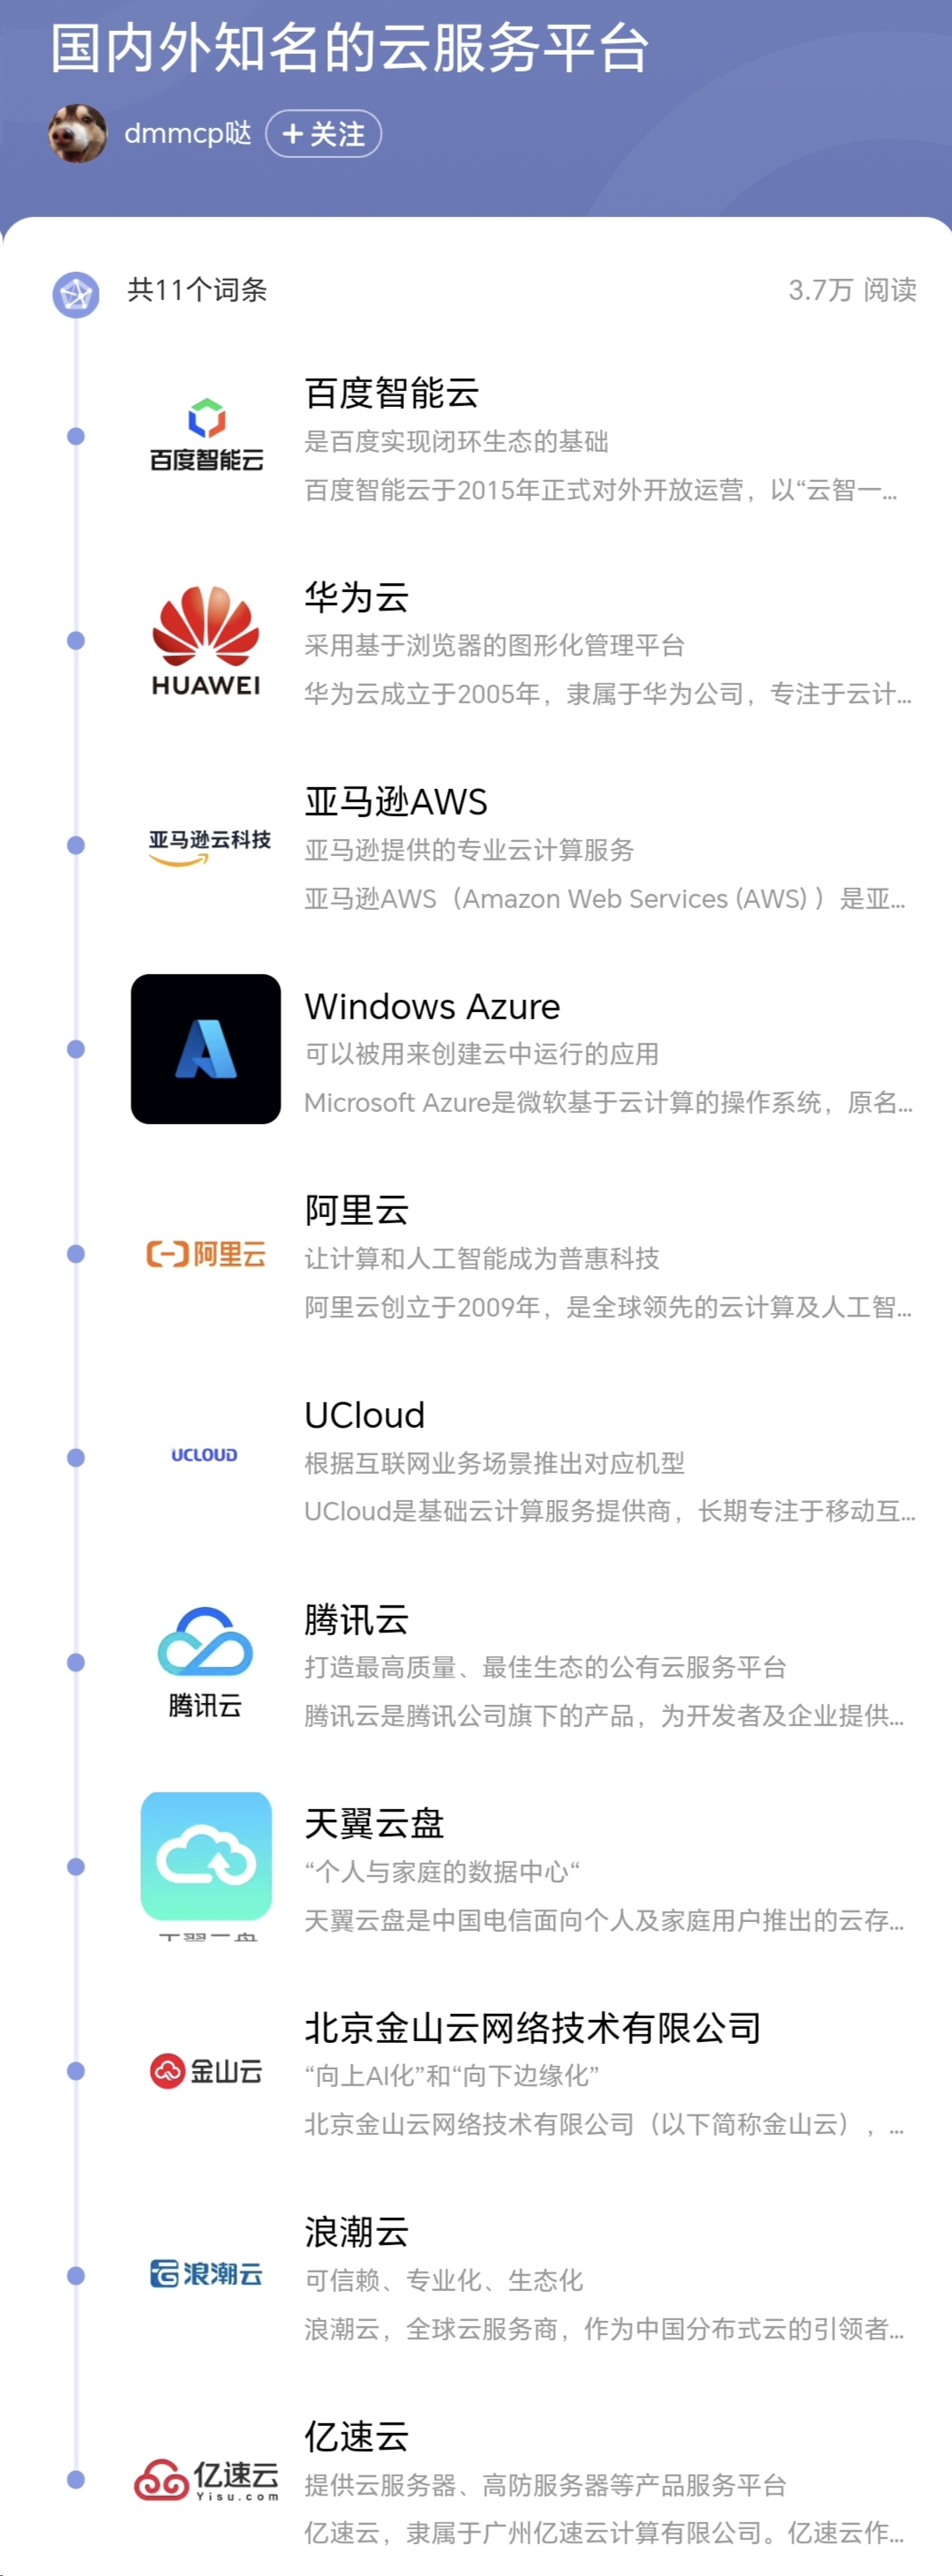 国内外知名的云服务平台
dmmcp哒
+ 关注
共11个词条
3.7万 阅读
百度智能云
百度智能云
是百度实现闭环生态的基础
百度智能云于2015年正式对外开放运营，以“云智一...
HUAWEI
华为云
采用基于浏览器的图形化管理平台
华为云成立于2005年，隶属于华为公司，专注于云计...
亚马逊云科技
亚马逊AWS
亚马逊提供的专业云计算服务
亚马逊AWS（Amazon Web Services (AWS) ）是亚...
Windows Azure
可以被用来创建云中运行的应用
Microsoft Azure是微软基于云计算的操作系统，原名...
阿里云
阿里云
让计算和人工智能成为普惠科技
阿里云创立于2009年，是全球领先的云计算及人工智...
UCLOUD
UCloud
根据互联网业务场景推出对应机型
UCloud是基础云计算服务提供商，长期专注于移动互...
腾讯云
腾讯云
打造最高质量、最佳生态的公有云服务平台
腾讯云是腾讯公司旗下的产品，为开发者及企业提供...
天翼云盘
天翼云盘
“个人与家庭的数据中心“
天翼云盘是中国电信面向个人及家庭用户推出的云存...
金山云
北京金山云网络技术有限公司
“向上AI化”和“向下边缘化”
北京金山云网络技术有限公司（以下简称金山云），...
浪潮云
浪潮云
可信赖、专业化、生态化
浪潮云，全球云服务商，作为中国分布式云的引领者...
亿速云
Yisu.com
亿速云
提供云服务器、高防服务器等产品服务平台
亿速云，隶属于广州亿速云计算有限公司。亿速云作...